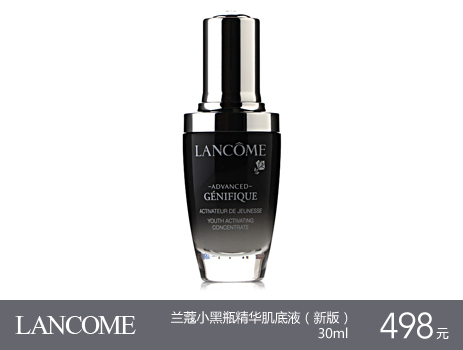 LANCÔME
ADVANCED
GÉNIFIQUE
ACTIVATEUR DE JEUNESSE
YOUTH ACTIVATING
CONCENTRATE
LANCOME
兰蔻小黑瓶精华肌底液（新版）
30ml
498元